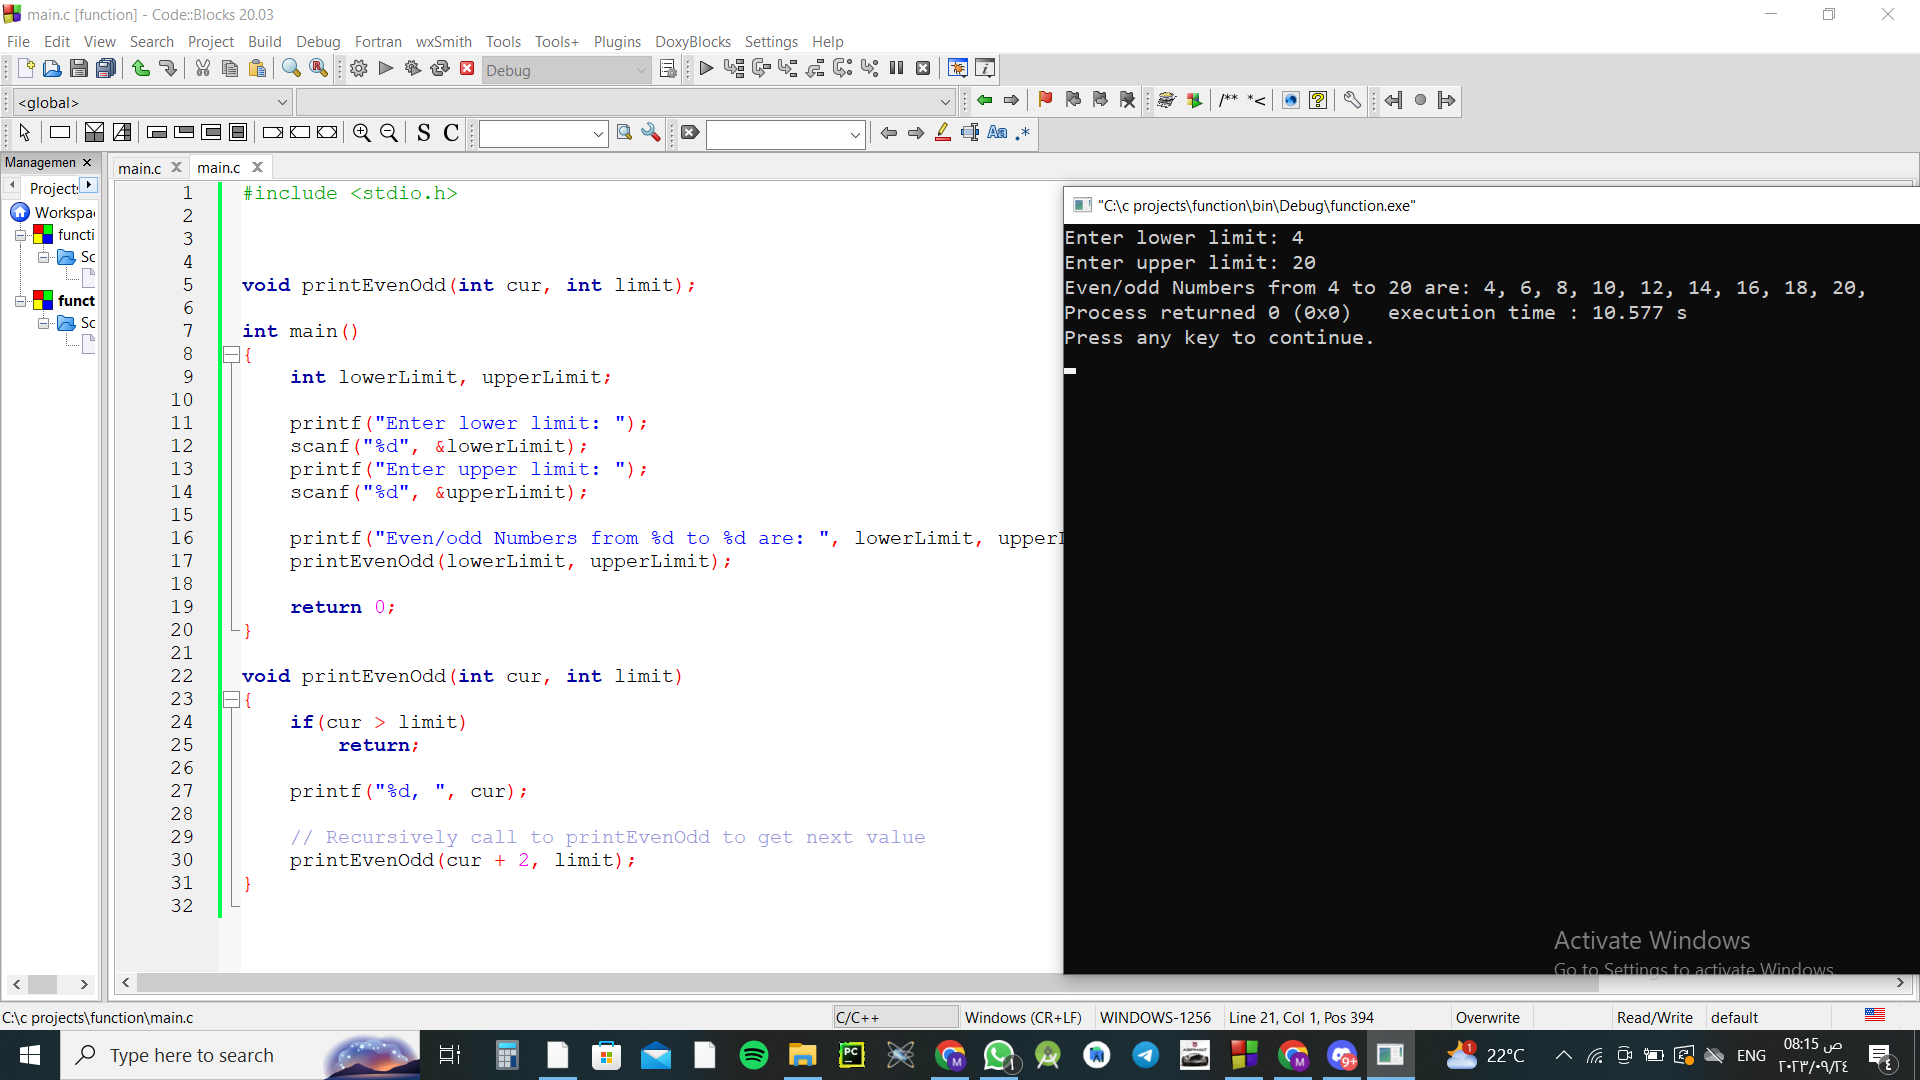 main.c [function] - Code::Blocks 20.03
File Edit View Search Project Build Debug Fortran wxSmith Tools Tools+ Plugins DoxyBlocks Settings Help
Debug
<global>
/** *<
S C
Aa .*
Managemen
main.c
main.c
Projects
Workspa
functi
Sc
funct
Sc
1 #include <stdio.h>
2
3
4
5 void printEvenOdd(int cur, int limit);
6
7 int main()
8 {
9 int lowerLimit, upperLimit;
10
11 printf("Enter lower limit: ");
12 scanf("%d", &lowerLimit);
13 printf("Enter upper limit: ");
14 scanf("%d", &upperLimit);
15
16 printf("Even/odd Numbers from %d to %d are: ", lowerLimit, upperl
17 printEvenOdd(lowerLimit, upperLimit);
18
19 return 0;
20 }
21
22 void printEvenOdd(int cur, int limit)
23 {
24 if(cur > limit)
25 return;
26
27 printf("%d, ", cur);
28
29 // Recursively call to printEvenOdd to get next value
30 printEvenOdd(cur + 2, limit);
31 }
32
"C:\c projects\function\bin\Debug\function.exe"
Enter lower limit: 4
Enter upper limit: 20
Even/odd Numbers from 4 to 20 are: 4, 6, 8, 10, 12, 14, 16, 18, 20,
Process returned 0 (0x0)   execution time : 10.577 s
Press any key to continue.
Activate Windows
Go to Settings to activate Windows.
C:\c projects\function\main.c
C/C++
Windows (CR+LF)
WINDOWS-1256
Line 21, Col 1, Pos 394
Overwrite
Read/Write
default
Type here to search
PC
M
1
M
9+
1
22°C
ENG
08:15 ص
٢٠٢٣/٠٩/٢٤
٤